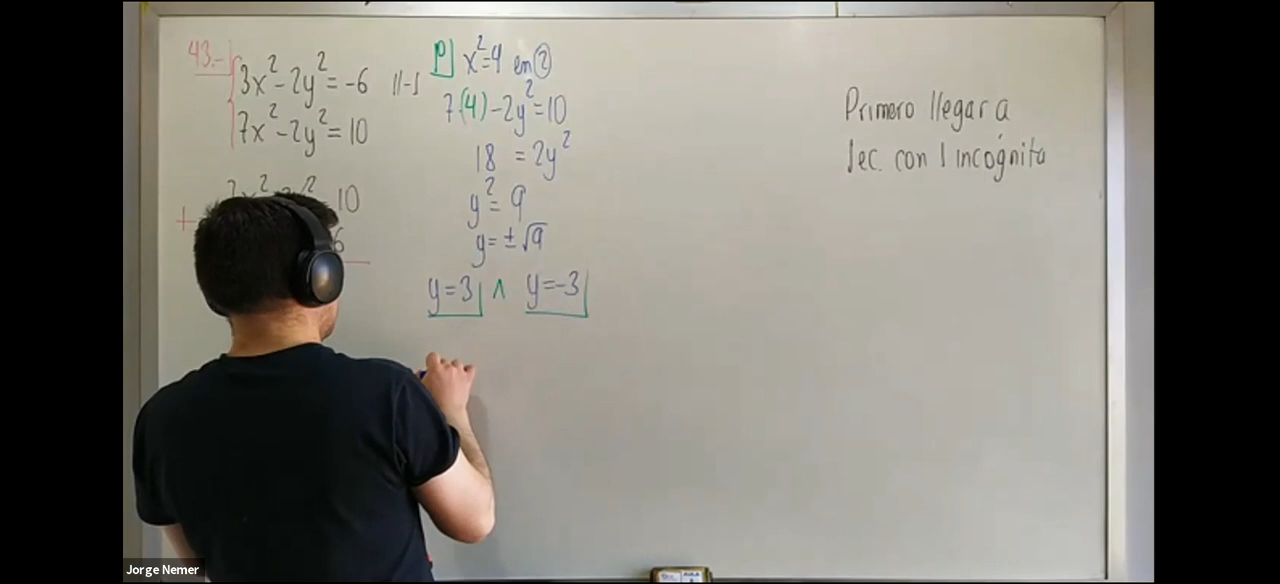 43.-
3x²-2y²=-6 //-1
7x²-2y²=10
10
6
+
P] x²=4 en ②
7(4)-2y²=10
18 =2y²
y²=9
y=±√9
y=3 ∧ y=-3
Primero llegar a
1ec. con 1 incógnita
Jorge Nemer